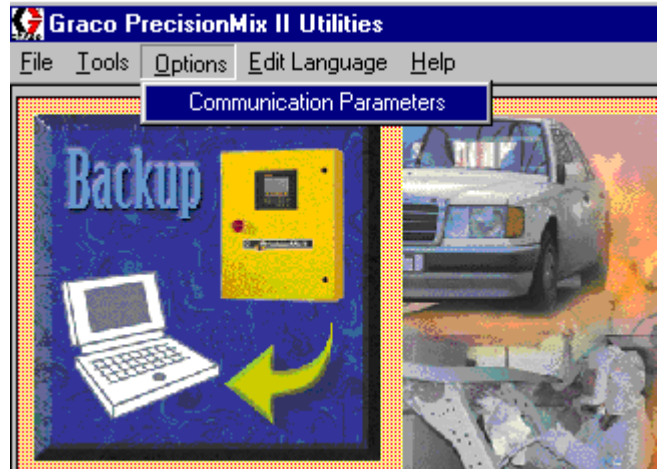 Graco PrecisionMix II Utilities
File Tools Options Edit Language Help
Communication Parameters
Backup